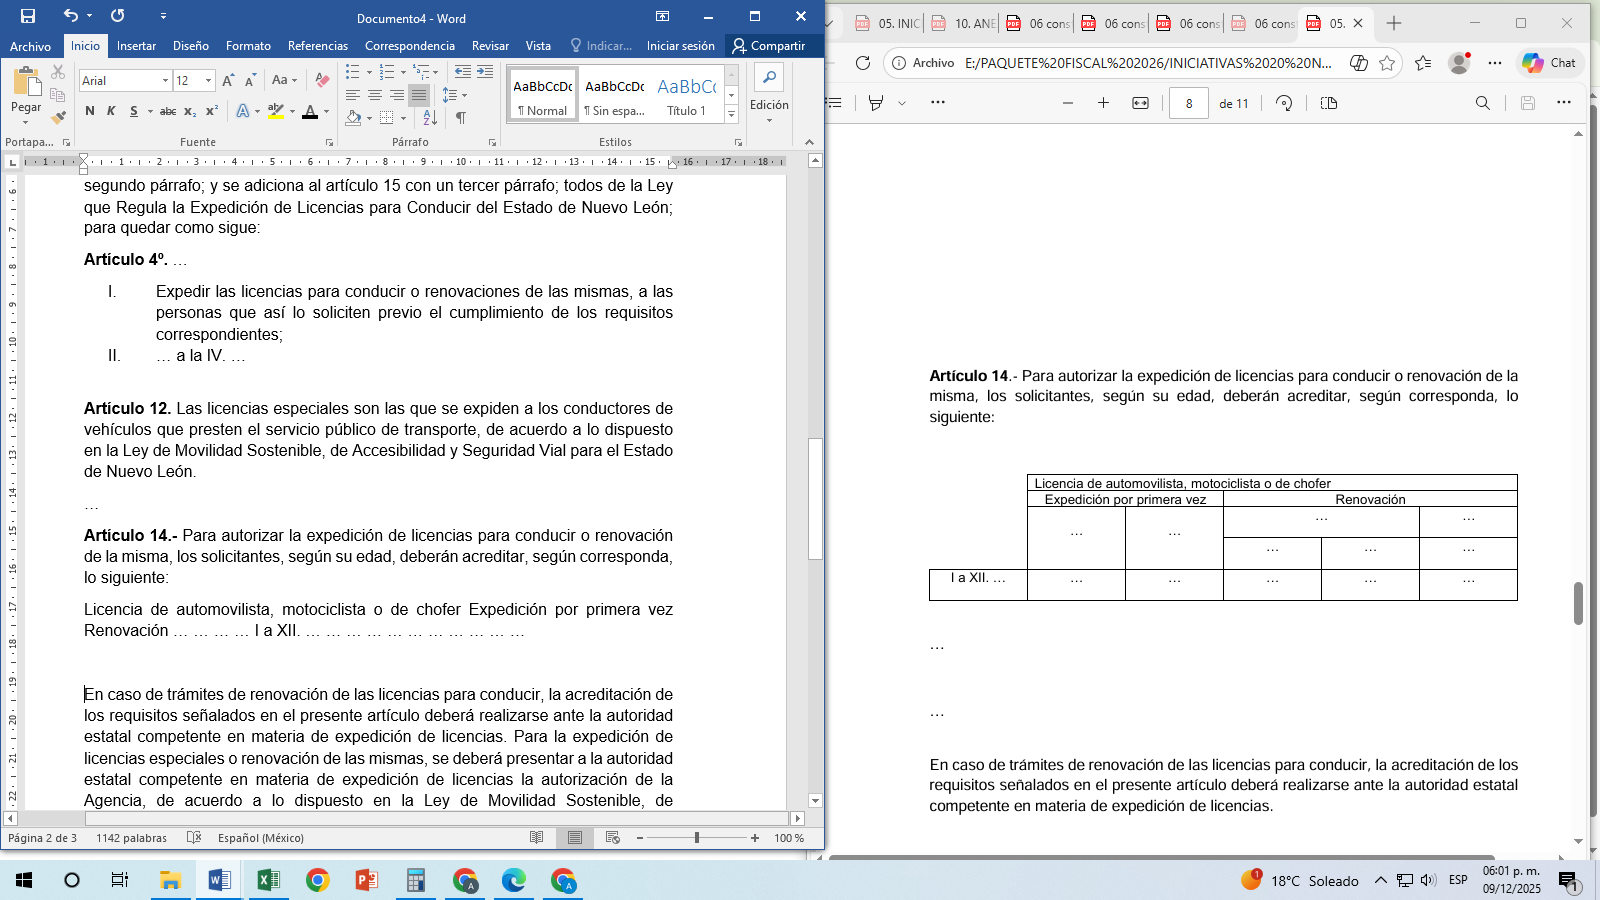 Documento4 - Word
Archivo
Inicio
Insertar
Diseño
Formato
Referencias
Correspondencia
Revisar
Vista
Indicar...
Iniciar sesión
Compartir
Pegar
Arial
12
Aa
N K S abc x₂ x²
AaBbCcDc
AaBbCcDc
AaBbCc
¶ Normal
¶ Sin espa...
Título 1
Edición
Portapa...
Fuente
Párrafo
Estilos
segundo párrafo; y se adiciona al artículo 15 con un tercer párrafo; todos de la Ley
que Regula la Expedición de Licencias para Conducir del Estado de Nuevo León;
para quedar como sigue:
Artículo 4º. …
I. Expedir las licencias para conducir o renovaciones de las mismas, a las
personas que así lo soliciten previo el cumplimiento de los requisitos
correspondientes;
II. … a la IV. …
Artículo 12. Las licencias especiales son las que se expiden a los conductores de
vehículos que presten el servicio público de transporte, de acuerdo a lo dispuesto
en la Ley de Movilidad Sostenible, de Accesibilidad y Seguridad Vial para el Estado
de Nuevo León.
…
Artículo 14.- Para autorizar la expedición de licencias para conducir o renovación
de la misma, los solicitantes, según su edad, deberán acreditar, según corresponda,
lo siguiente:
Licencia de automovilista, motociclista o de chofer Expedición por primera vez
Renovación … … … … I a XII. … … … … … … … … … … …
En caso de trámites de renovación de las licencias para conducir, la acreditación de
los requisitos señalados en el presente artículo deberá realizarse ante la autoridad
estatal competente en materia de expedición de licencias. Para la expedición de
licencias especiales o renovación de las mismas, se deberá presentar a la autoridad
estatal competente en materia de expedición de licencias la autorización de la
Agencia, de acuerdo a lo dispuesto en la Ley de Movilidad Sostenible, de
Página 2 de 3
1142 palabras
Español (México)
100 %
05. INIC
10. ANE
06 cons
06 cons
06 cons
06 cons
05.
Archivo
E:/PAQUETE%20FISCAL%202026/INICIATIVAS%2020%20N...
Chat
8
de 11
Artículo 14.- Para autorizar la expedición de licencias para conducir o renovación de la
misma, los solicitantes, según su edad, deberán acreditar, según corresponda, lo
siguiente:
Licencia de automovilista, motociclista o de chofer
Expedición por primera vez
Renovación
… …
… …
… … …
I a XII. … … … … … …
…
…
En caso de trámites de renovación de las licencias para conducir, la acreditación de los
requisitos señalados en el presente artículo deberá realizarse ante la autoridad estatal
competente en materia de expedición de licencias.
18°C Soleado
ESP
06:01 p. m.
09/12/2025